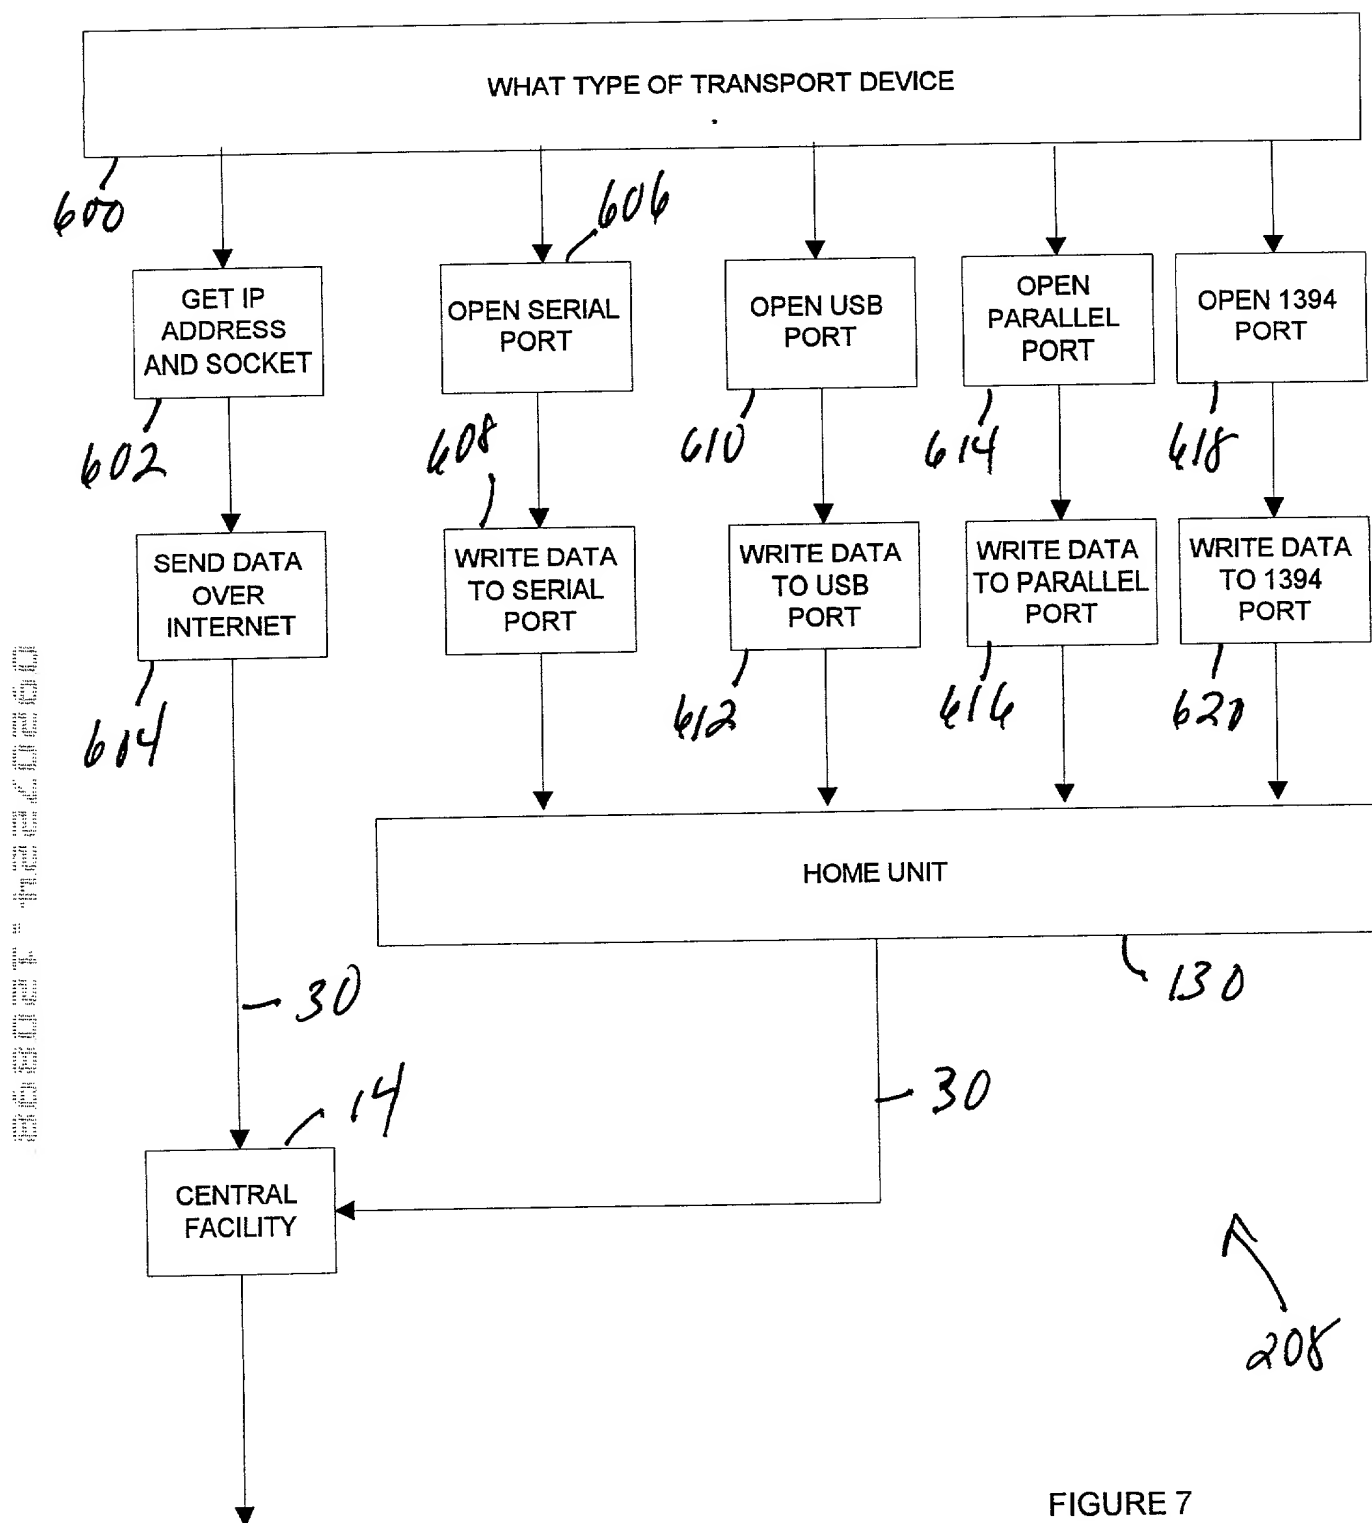 WHAT TYPE OF TRANSPORT DEVICE
600
606
GET IP
ADDRESS
AND SOCKET
OPEN SERIAL
PORT
OPEN USB
PORT
OPEN
PARALLEL
PORT
OPEN 1394
PORT
602
608
610
614
618
SEND DATA
OVER
INTERNET
WRITE DATA
TO SERIAL
PORT
WRITE DATA
TO USB
PORT
WRITE DATA
TO PARALLEL
PORT
WRITE DATA
TO 1394
PORT
604
612
616
620
HOME UNIT
30
130
14
30
CENTRAL
FACILITY
208
FIGURE 7